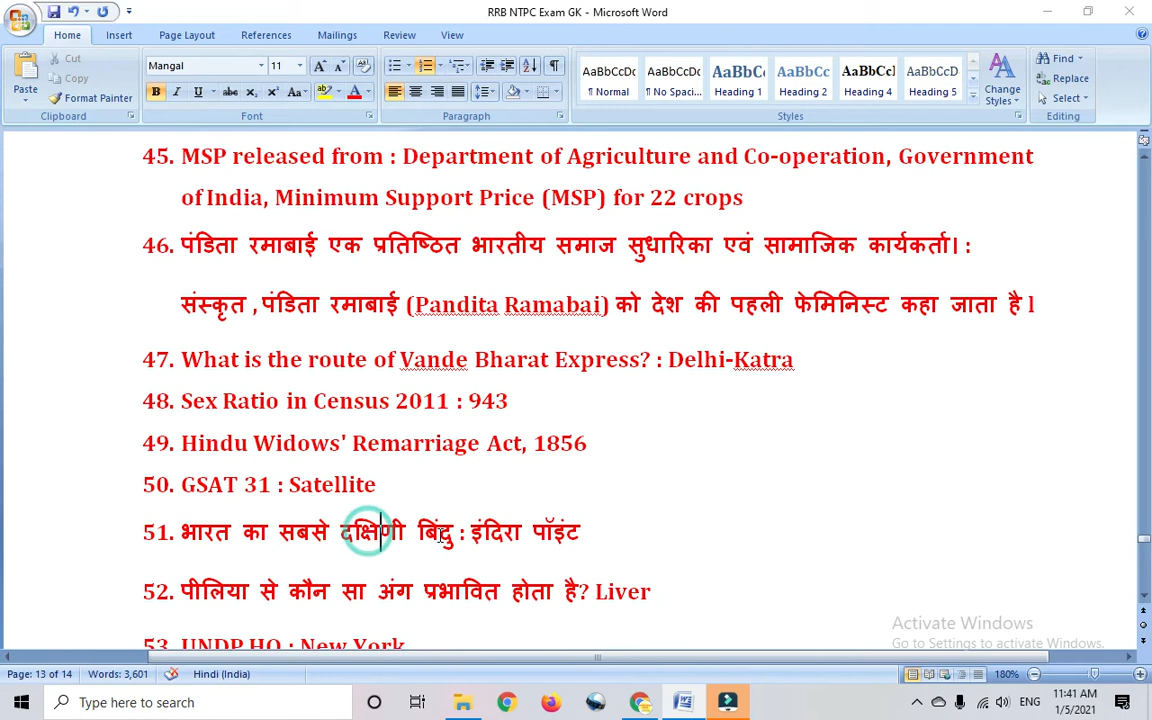 RRB NTPC Exam GK - Microsoft Word
Home Insert Page Layout References Mailings Review View
Paste
Cut
Copy
Format Painter
Clipboard
Mangal 11
Font
Paragraph
AaBbCcDc AaBbCcDc AaBbC AaBbCc AaBbCcI AaBbCcD
¶ Normal ¶ No Spaci... Heading 1 Heading 2 Heading 4 Heading 5
Change Styles
Styles
Find
Replace
Select
Editing
45. MSP released from : Department of Agriculture and Co-operation, Government
of India, Minimum Support Price (MSP) for 22 crops
46. पंडिता रमाबाई एक प्रतिष्ठित भारतीय समाज सुधारिका एवं सामाजिक कार्यकर्ता। :
संस्कृत ,पंडिता रमाबाई (Pandita Ramabai) को देश की पहली फेमिनिस्ट कहा जाता है l
47. What is the route of Vande Bharat Express? : Delhi-Katra
48. Sex Ratio in Census 2011 : 943
49. Hindu Widows' Remarriage Act, 1856
50. GSAT 31 : Satellite
51. भारत का सबसे दक्षिणी बिंदु : इंदिरा पॉइंट
52. पीलिया से कौन सा अंग प्रभावित होता है? Liver
53. UNDP HQ : New York
Activate Windows
Go to Settings to activate Windows.
Page: 13 of 14 Words: 3,601 Hindi (India) 180%
Type here to search
ENG
11:41 AM
1/5/2021